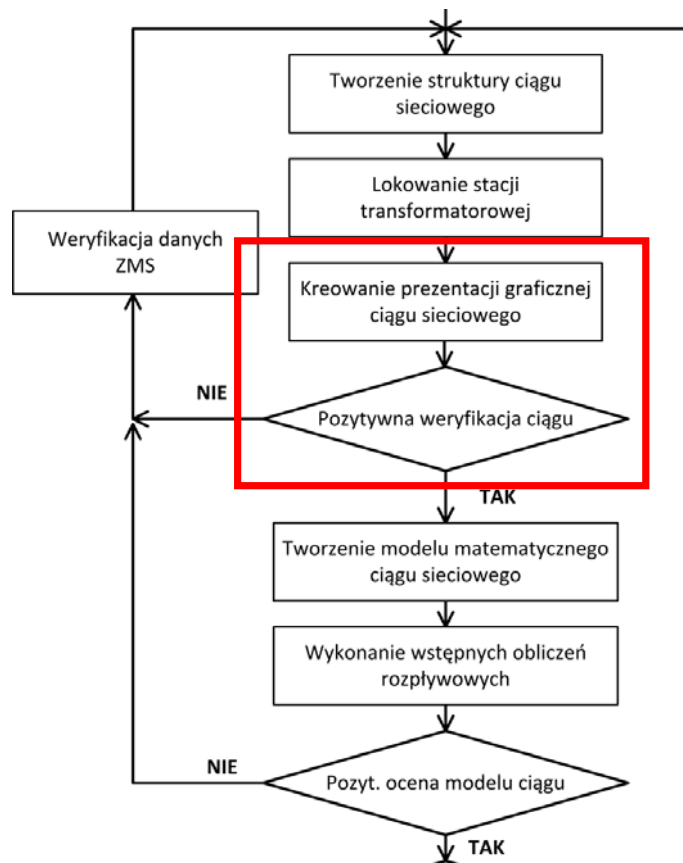 Tworzenie struktury ciągu
sieciowego
Lokowanie stacji
transformatorowej
Weryfikacja danych
ZMS
Kreowanie prezentacji graficznej
ciągu sieciowego
NIE
Pozytywna weryfikacja ciągu
TAK
Tworzenie modelu matematycznego
ciągu sieciowego
Wykonanie wstępnych obliczeń
rozpływowych
NIE
Pozyt. ocena modelu ciągu
TAK